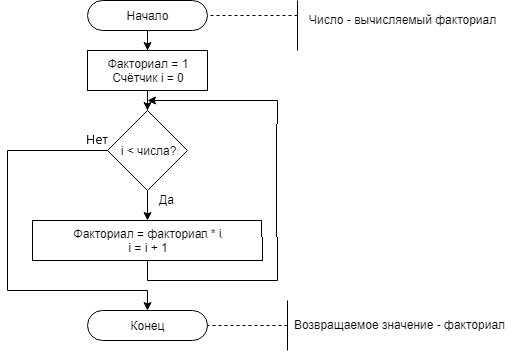 Начало
Число - вычисляемый факториал
Факториал = 1
Счётчик i = 0
Нет
i < числа?
Да
Факториал = факториал * i
i = i + 1
Конец
Возвращаемое значение - факториал